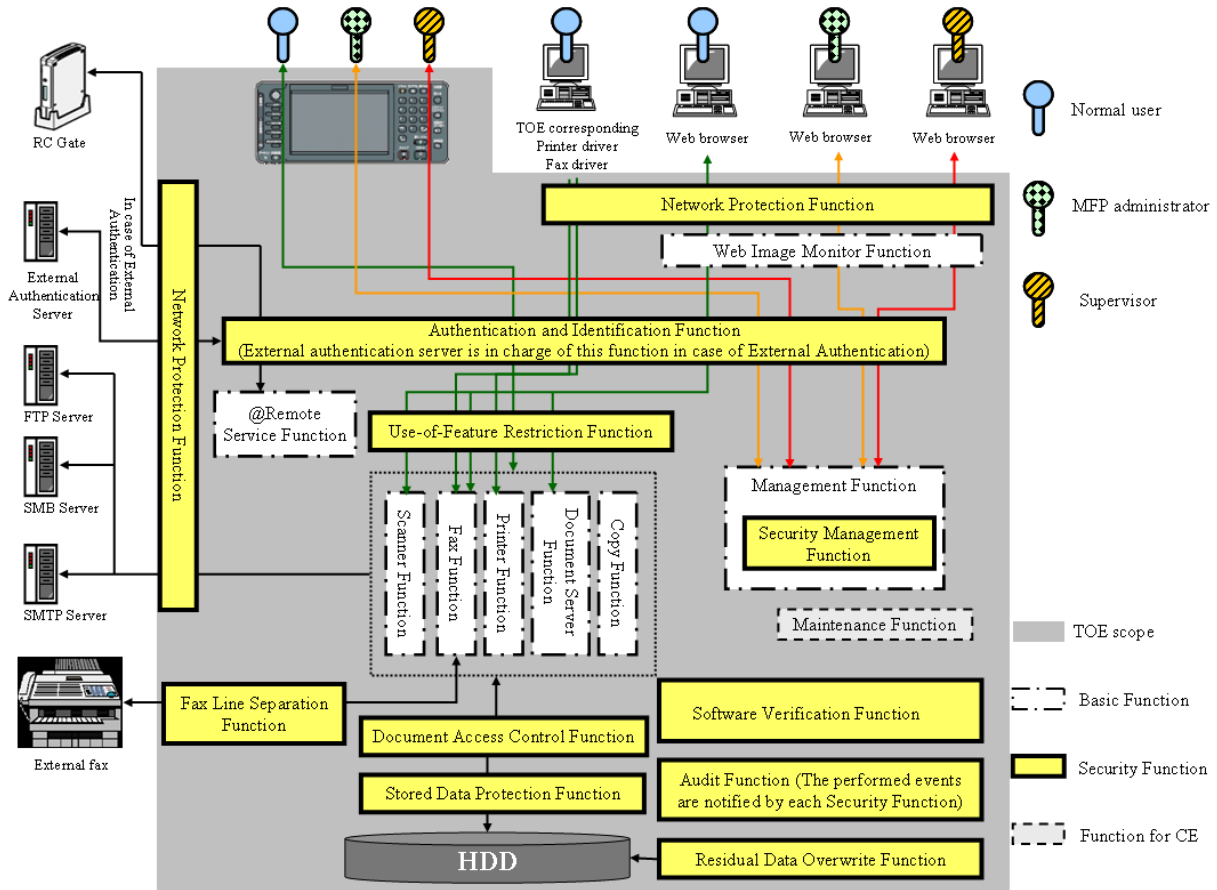 RC Gate
In case of External
Authentication
External
Authentication
Server
FTP Server
SMB Server
SMTP Server
External fax
TOE corresponding
Printer driver
Fax driver
Web browser
Web browser
Web browser
Network Protection Function
Web Image Monitor Function
Network Protection Function
Authentication and Identification Function
(External authentication server is in charge of this function in case of External Authentication)
@Remote
Service Function
Use-of-Feature Restriction Function
Scanner Function
Fax Function
Printer Function
Document Server
Function
Copy Function
Management Function
Security Management
Function
Maintenance Function
Fax Line Separation
Function
Document Access Control Function
Stored Data Protection Function
HDD
Software Verification Function
Audit Function (The performed events
are notified by each Security Function)
Residual Data Overwrite Function
Normal user
MFP administrator
Supervisor
TOE scope
Basic Function
Security Function
Function for CE